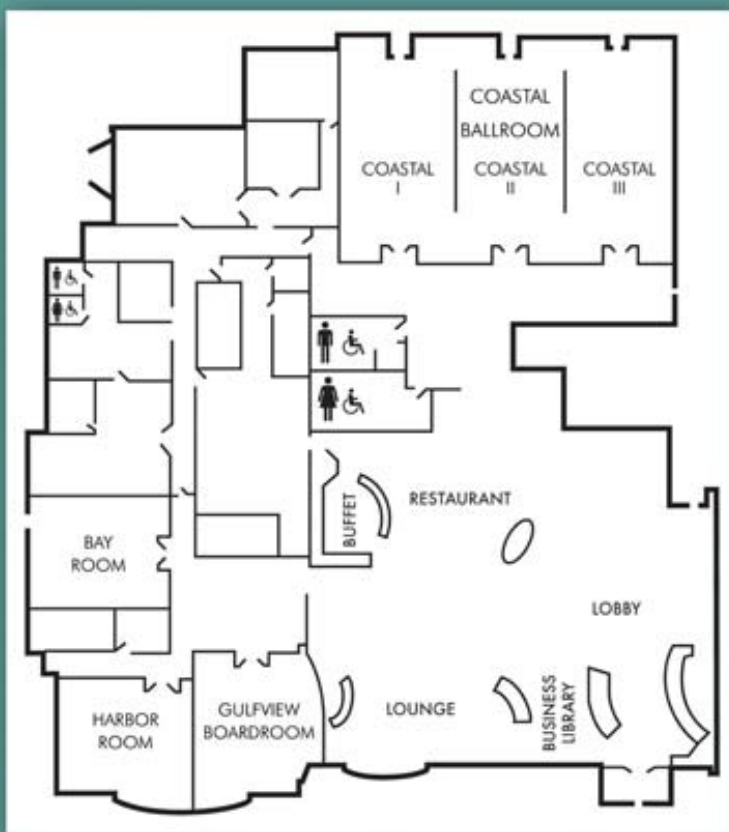 COASTAL
BALLROOM
COASTAL
I
COASTAL
II
COASTAL
III
RESTAURANT
BUFFET
BAY
ROOM
LOBBY
HARBOR
ROOM
GULFVIEW
BOARDROOM
LOUNGE
BUSINESS
LIBRARY